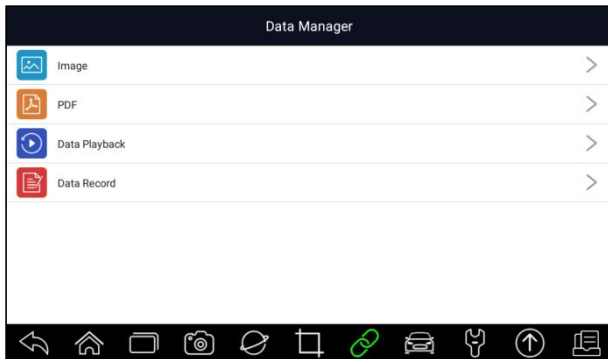 Data Manager
Image
PDF
Data Playback
Data Record